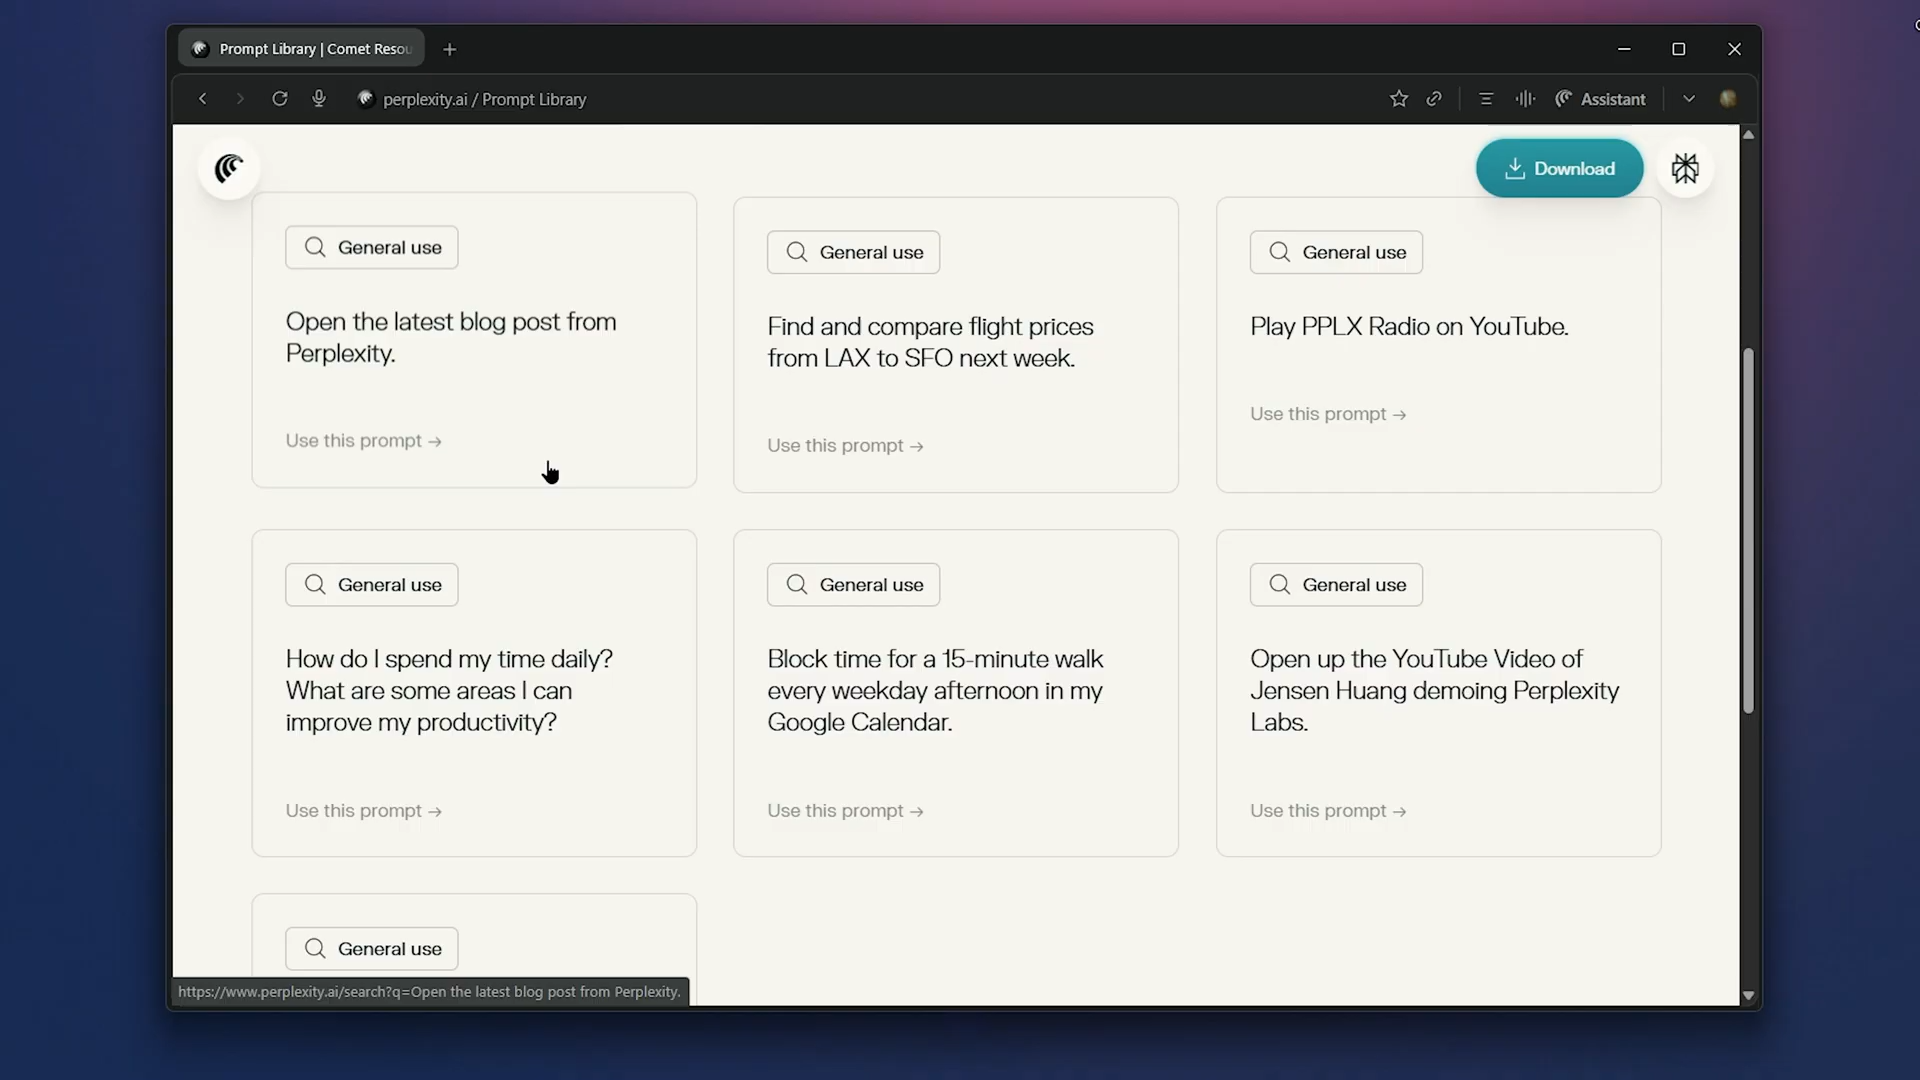 Prompt Library | Comet Resou
perplexity.ai / Prompt Library
Assistant
Download
General use
Open the latest blog post from
Perplexity.
Use this prompt →
General use
Find and compare flight prices
from LAX to SFO next week.
Use this prompt →
General use
Play PPLX Radio on YouTube.
Use this prompt →
General use
How do I spend my time daily?
What are some areas I can
improve my productivity?
Use this prompt →
General use
Block time for a 15-minute walk
every weekday afternoon in my
Google Calendar.
Use this prompt →
General use
Open up the YouTube Video of
Jensen Huang demoing Perplexity
Labs.
Use this prompt →
General use
https://www.perplexity.ai/search?q=Open the latest blog post from Perplexity.